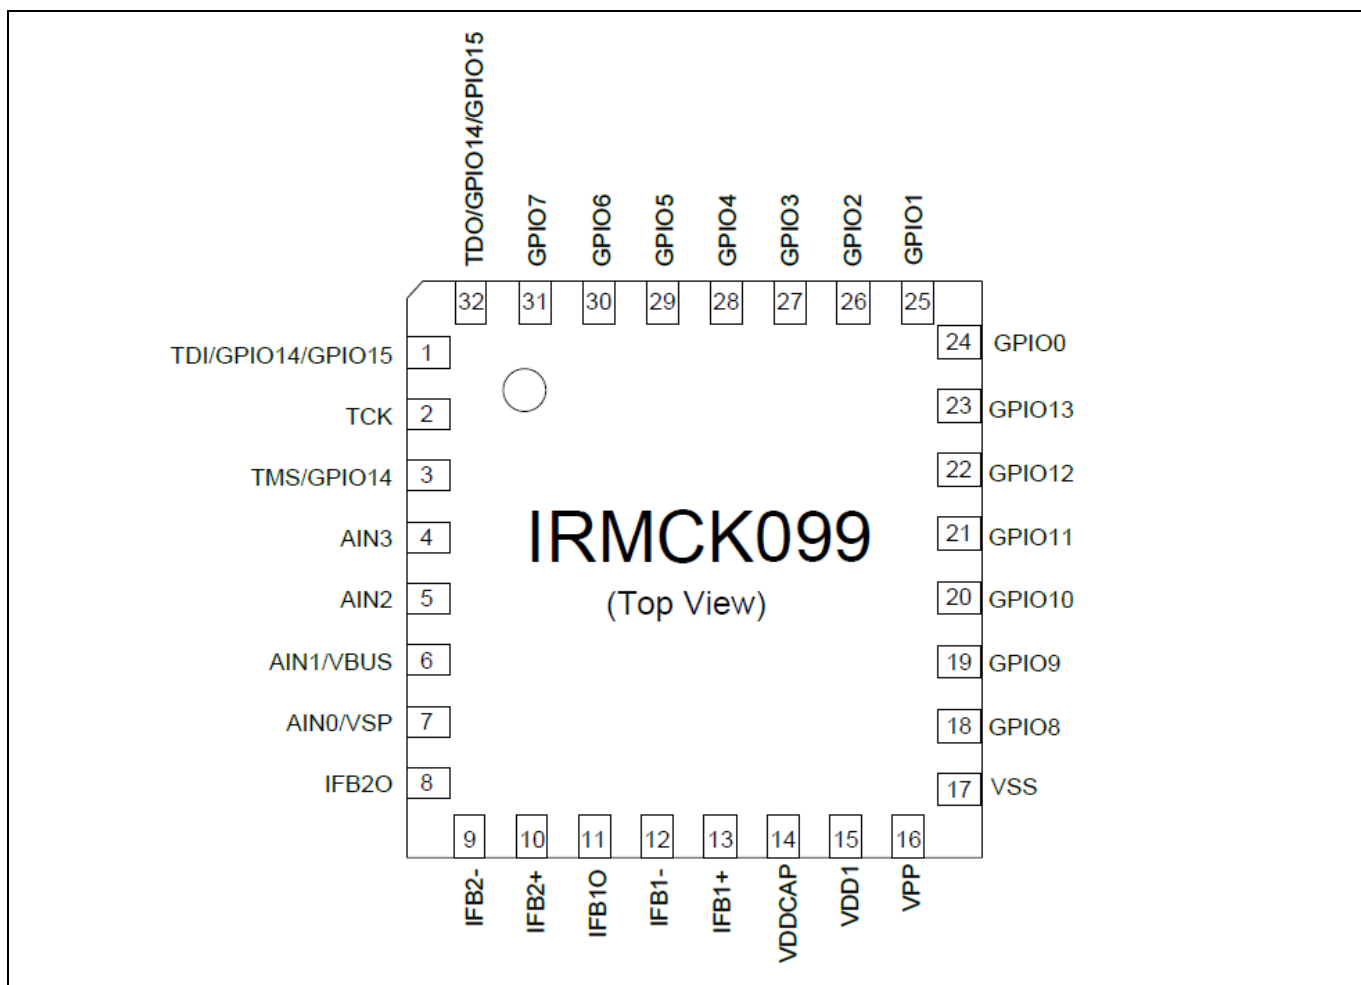 TDO/GPIO14/GPIO15
GPIO7
GPIO6
GPIO5
GPIO4
GPIO3
GPIO2
GPIO1
32 31 30 29 28 27 26 25
TDI/GPIO14/GPIO15 1
TCK 2
TMS/GPIO14 3
AIN3 4
AIN2 5
AIN1/VBUS 6
AIN0/VSP 7
IFB2O 8
IRMCK099
(Top View)
24 GPIO0
23 GPIO13
22 GPIO12
21 GPIO11
20 GPIO10
19 GPIO9
18 GPIO8
17 VSS
9 10 11 12 13 14 15 16
IFB2-
IFB2+
IFB1O
IFB1-
IFB1+
VDDCAP
VDD1
VPP